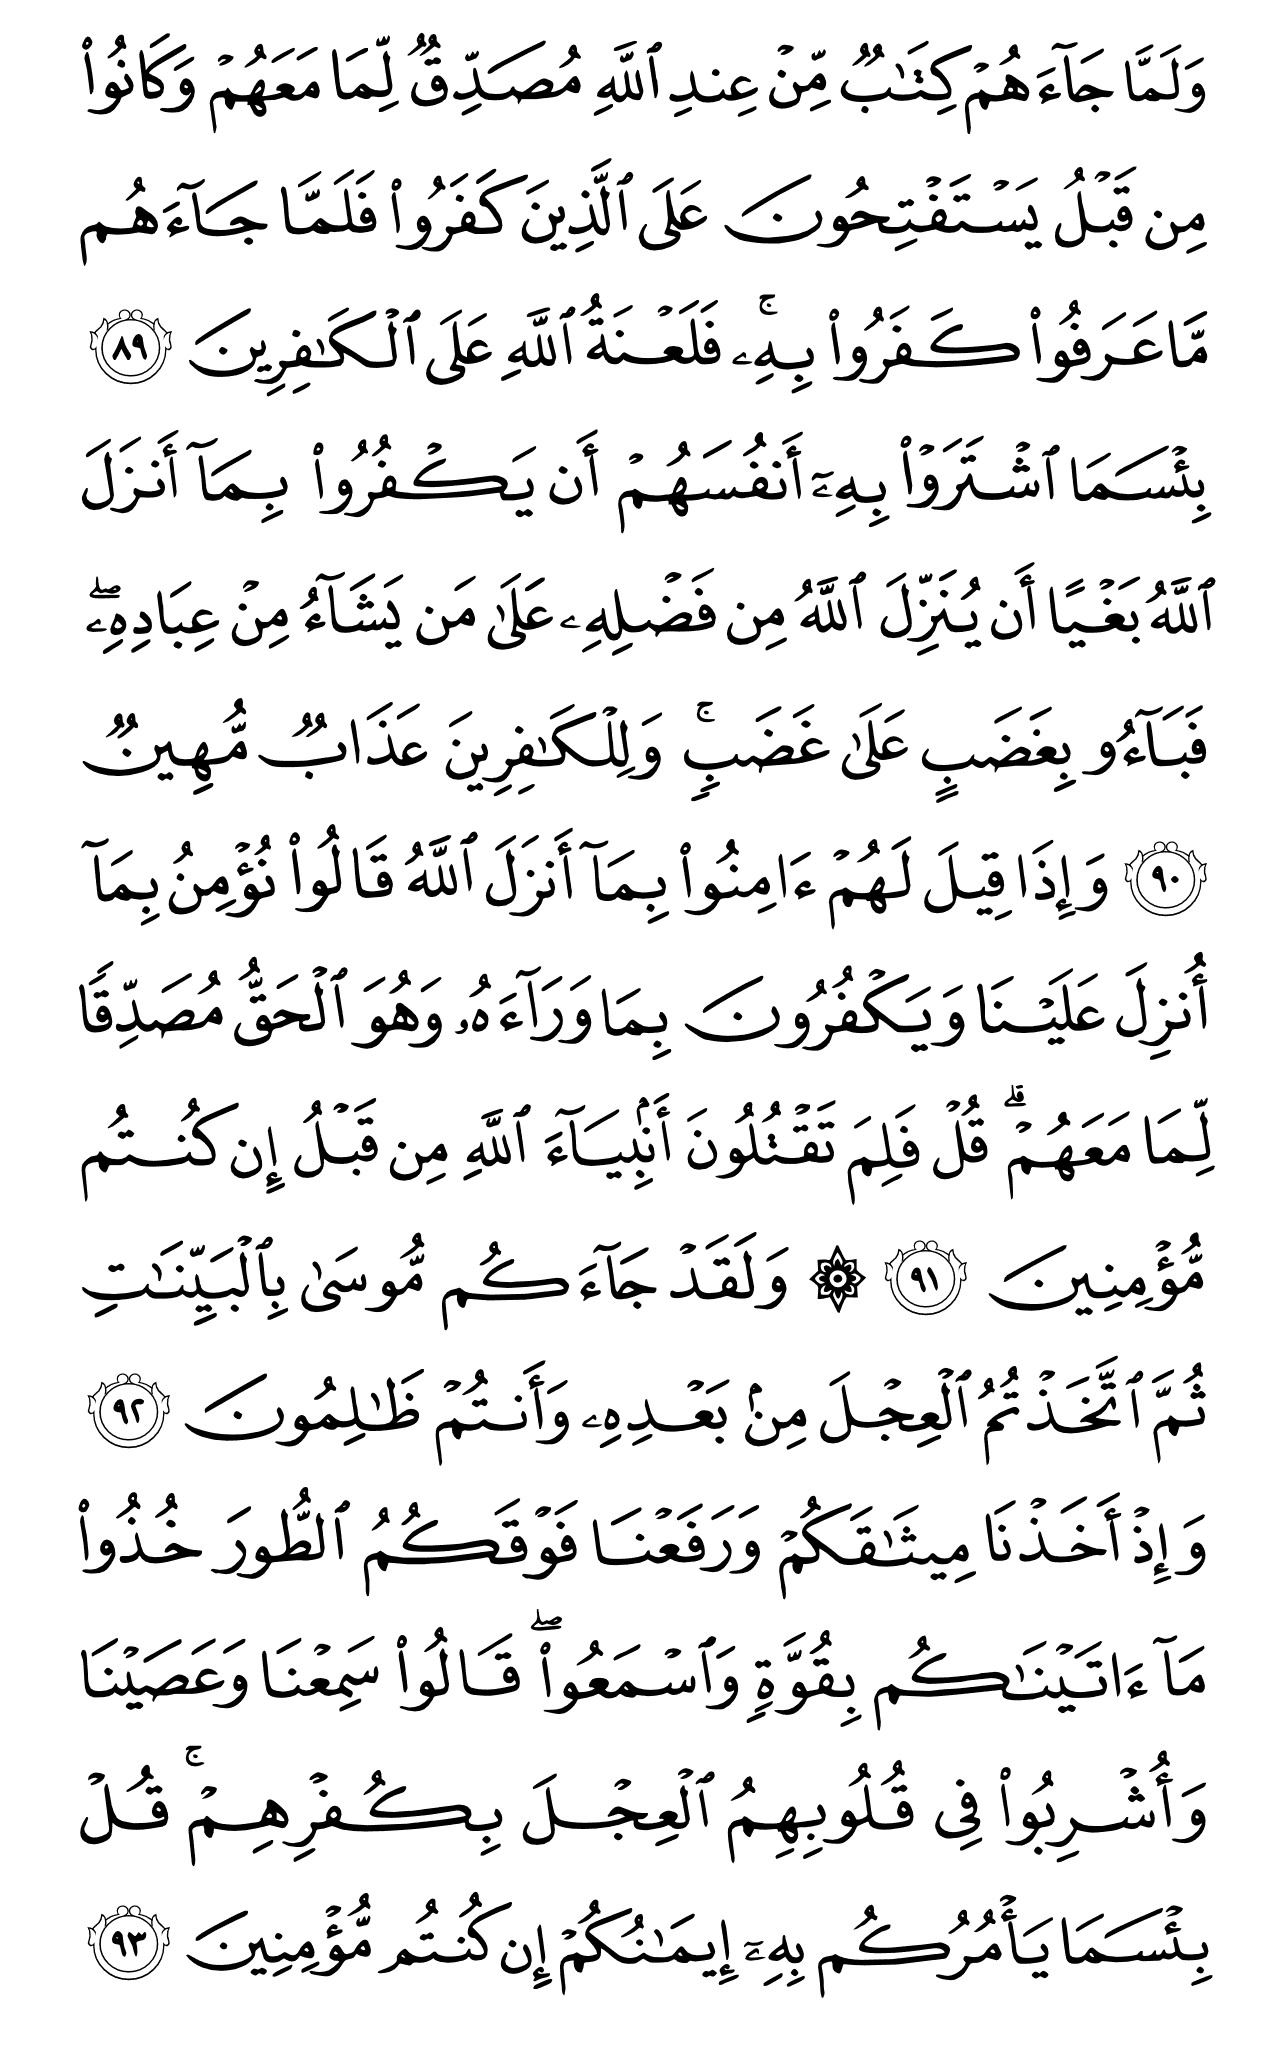 وَلَمَّا جَآءَهُمۡ كِتَٰبٞ مِّنۡ عِندِ ٱللَّهِ مُصَدِّقٞ لِّمَا مَعَهُمۡ وَكَانُواْ
مِن قَبۡلُ يَسۡتَفۡتِحُونَ عَلَى ٱلَّذِينَ كَفَرُواْ فَلَمَّا جَآءَهُم
مَّا عَرَفُواْ كَفَرُواْ بِهِۦۚ فَلَعۡنَةُ ٱللَّهِ عَلَى ٱلۡكَٰفِرِينَ ٨٩
بِئۡسَمَا ٱشۡتَرَوۡاْ بِهِۦٓ أَنفُسَهُمۡ أَن يَكۡفُرُواْ بِمَآ أَنزَلَ
ٱللَّهُ بَغۡيًا أَن يُنَزِّلَ ٱللَّهُ مِن فَضۡلِهِۦ عَلَىٰ مَن يَشَآءُ مِنۡ عِبَادِهِۦۖ
فَبَآءُو بِغَضَبٍ عَلَىٰ غَضَبٖۚ وَلِلۡكَٰفِرِينَ عَذَابٞ مُّهِينٞ
٩٠ وَإِذَا قِيلَ لَهُمۡ ءَامِنُواْ بِمَآ أَنزَلَ ٱللَّهُ قَالُواْ نُؤۡمِنُ بِمَآ
أُنزِلَ عَلَيۡنَا وَيَكۡفُرُونَ بِمَا وَرَآءَهُۥ وَهُوَ ٱلۡحَقُّ مُصَدِّقٗا
لِّمَا مَعَهُمۡۗ قُلۡ فَلِمَ تَقۡتُلُونَ أَنۢبِيَآءَ ٱللَّهِ مِن قَبۡلُ إِن كُنتُم
مُّؤۡمِنِينَ ٩١ ۞ وَلَقَدۡ جَآءَكُم مُّوسَىٰ بِٱلۡبَيِّنَٰتِ
ثُمَّ ٱتَّخَذۡتُمُ ٱلۡعِجۡلَ مِنۢ بَعۡدِهِۦ وَأَنتُمۡ ظَٰلِمُونَ ٩٢
وَإِذۡ أَخَذۡنَا مِيثَٰقَكُمۡ وَرَفَعۡنَا فَوۡقَكُمُ ٱلطُّورَ خُذُواْ
مَآ ءَاتَيۡنَٰكُم بِقُوَّةٖ وَٱسۡمَعُواْۖ قَالُواْ سَمِعۡنَا وَعَصَيۡنَا
وَأُشۡرِبُواْ فِي قُلُوبِهِمُ ٱلۡعِجۡلَ بِكُفۡرِهِمۡۚ قُلۡ
بِئۡسَمَا يَأۡمُرُكُم بِهِۦٓ إِيمَٰنُكُمۡ إِن كُنتُم مُّؤۡمِنِينَ ٩٣